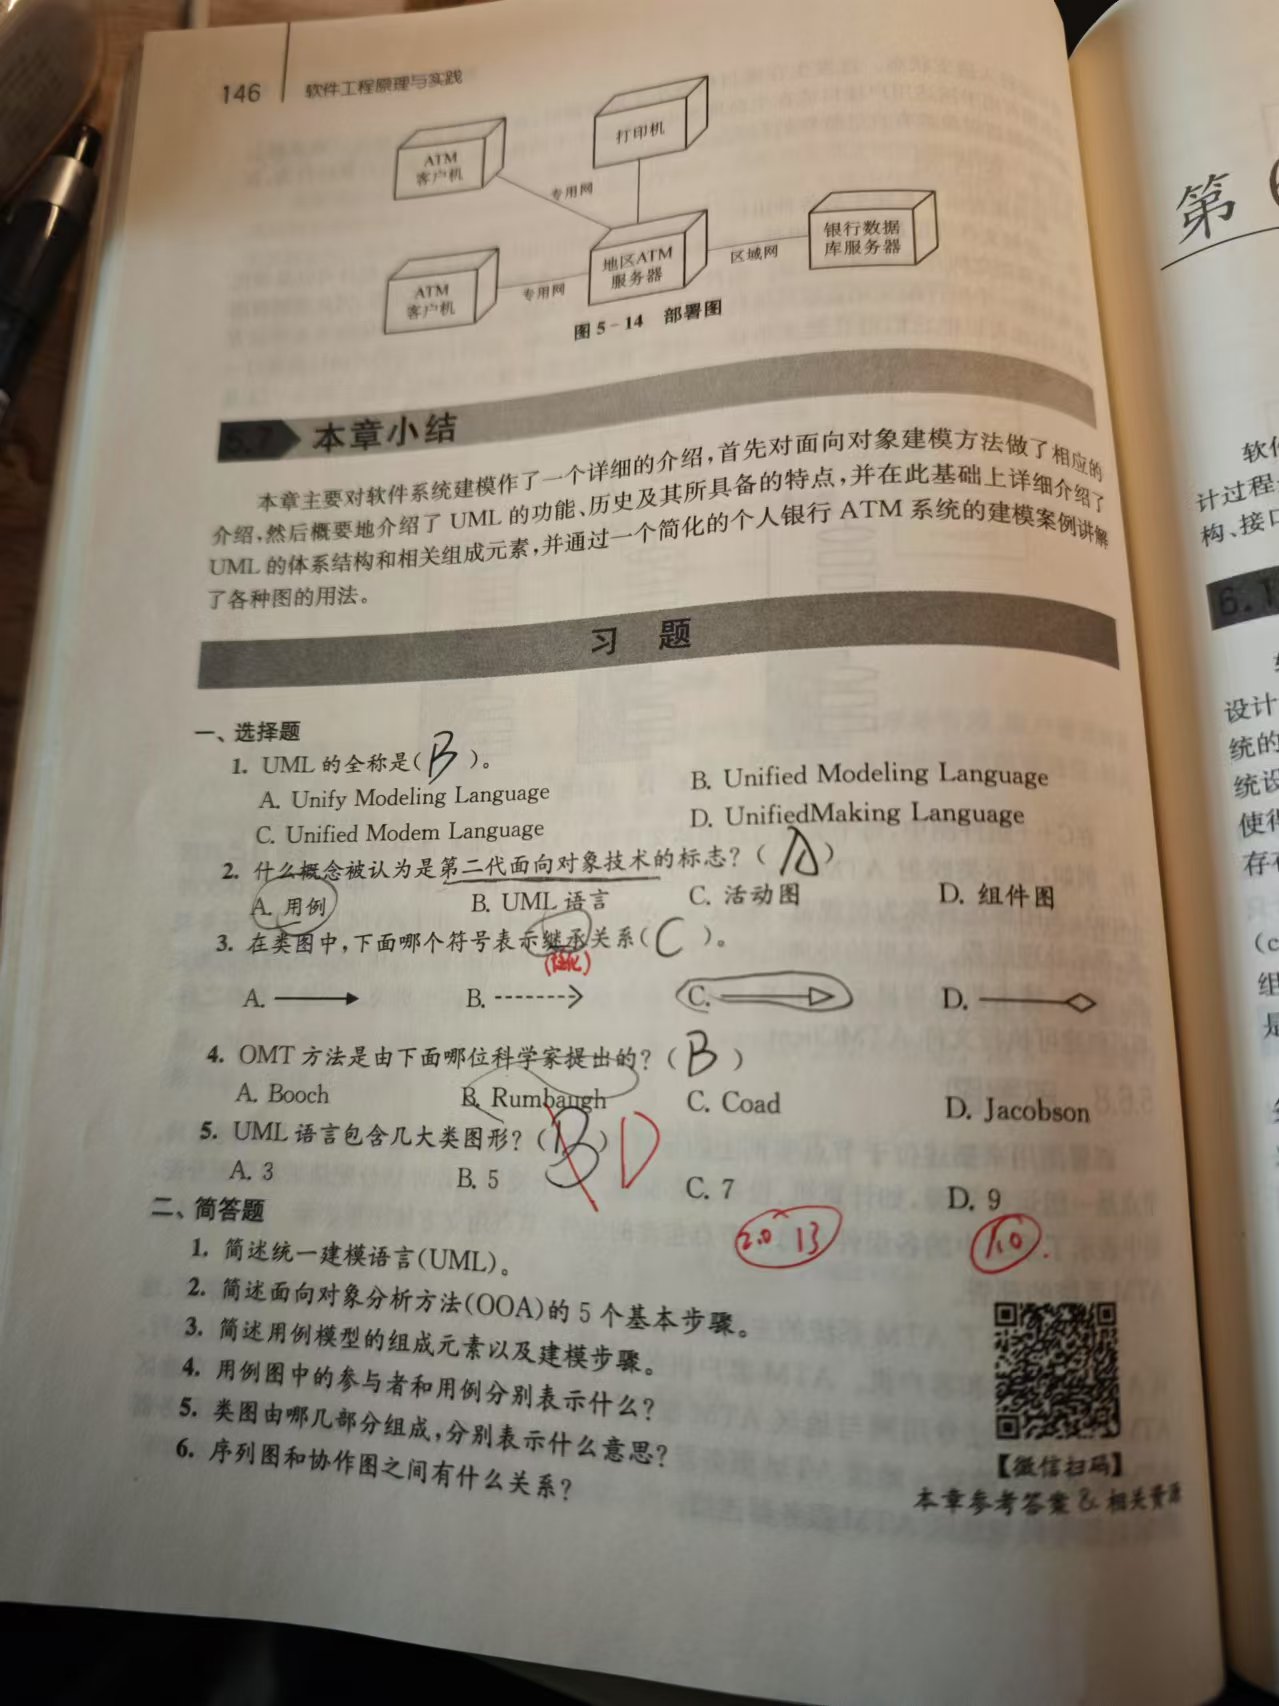 146 软件工程原理与实践
ATM
客户机
打印机
专用网
银行数据
库服务器
地区ATM
服务器
区域网
ATM
客户机
专用网
图5-14 部署图
5.7 本章小结
本章主要对软件系统建模作了一个详细的介绍,首先对面向对象建模方法做了相应的
介绍,然后概要地介绍了 UML 的功能、历史及其所具备的特点,并在此基础上详细介绍了
UML 的体系结构和相关组成元素,并通过一个简化的个人银行 ATM 系统的建模案例讲解
了各种图的用法。
习 题
一、选择题
1. UML 的全称是( B )。
A. Unify Modeling Language B. Unified Modeling Language
C. Unified Modem Language D. UnifiedMaking Language
2. 什么概念被认为是第二代面向对象技术的标志?( A )
A. 用例 B. UML 语言 C. 活动图 D. 组件图
3. 在类图中,下面哪个符号表示继承关系( C )。
A. B. C. D.
4. OMT 方法是由下面哪位科学家提出的?( B )
A. Booch B. Rumbaugh C. Coad D. Jacobson
5. UML 语言包含几大类图形?( B ) D
A. 3 B. 5 C. 7 D. 9
2.0 13 1.0
二、简答题
1. 简述统一建模语言(UML)。
2. 简述面向对象分析方法(OOA)的 5 个基本步骤。
3. 简述用例模型的组成元素以及建模步骤。
4. 用例图中的参与者和用例分别表示什么?
5. 类图由哪几部分组成,分别表示什么意思?
6. 序列图和协作图之间有什么关系?
【微信扫码】
本章参考答案 & 相关资源
第
软件
计过程
构、接口
6.1
设计
统的
统设
使得
存在
(c
组
是